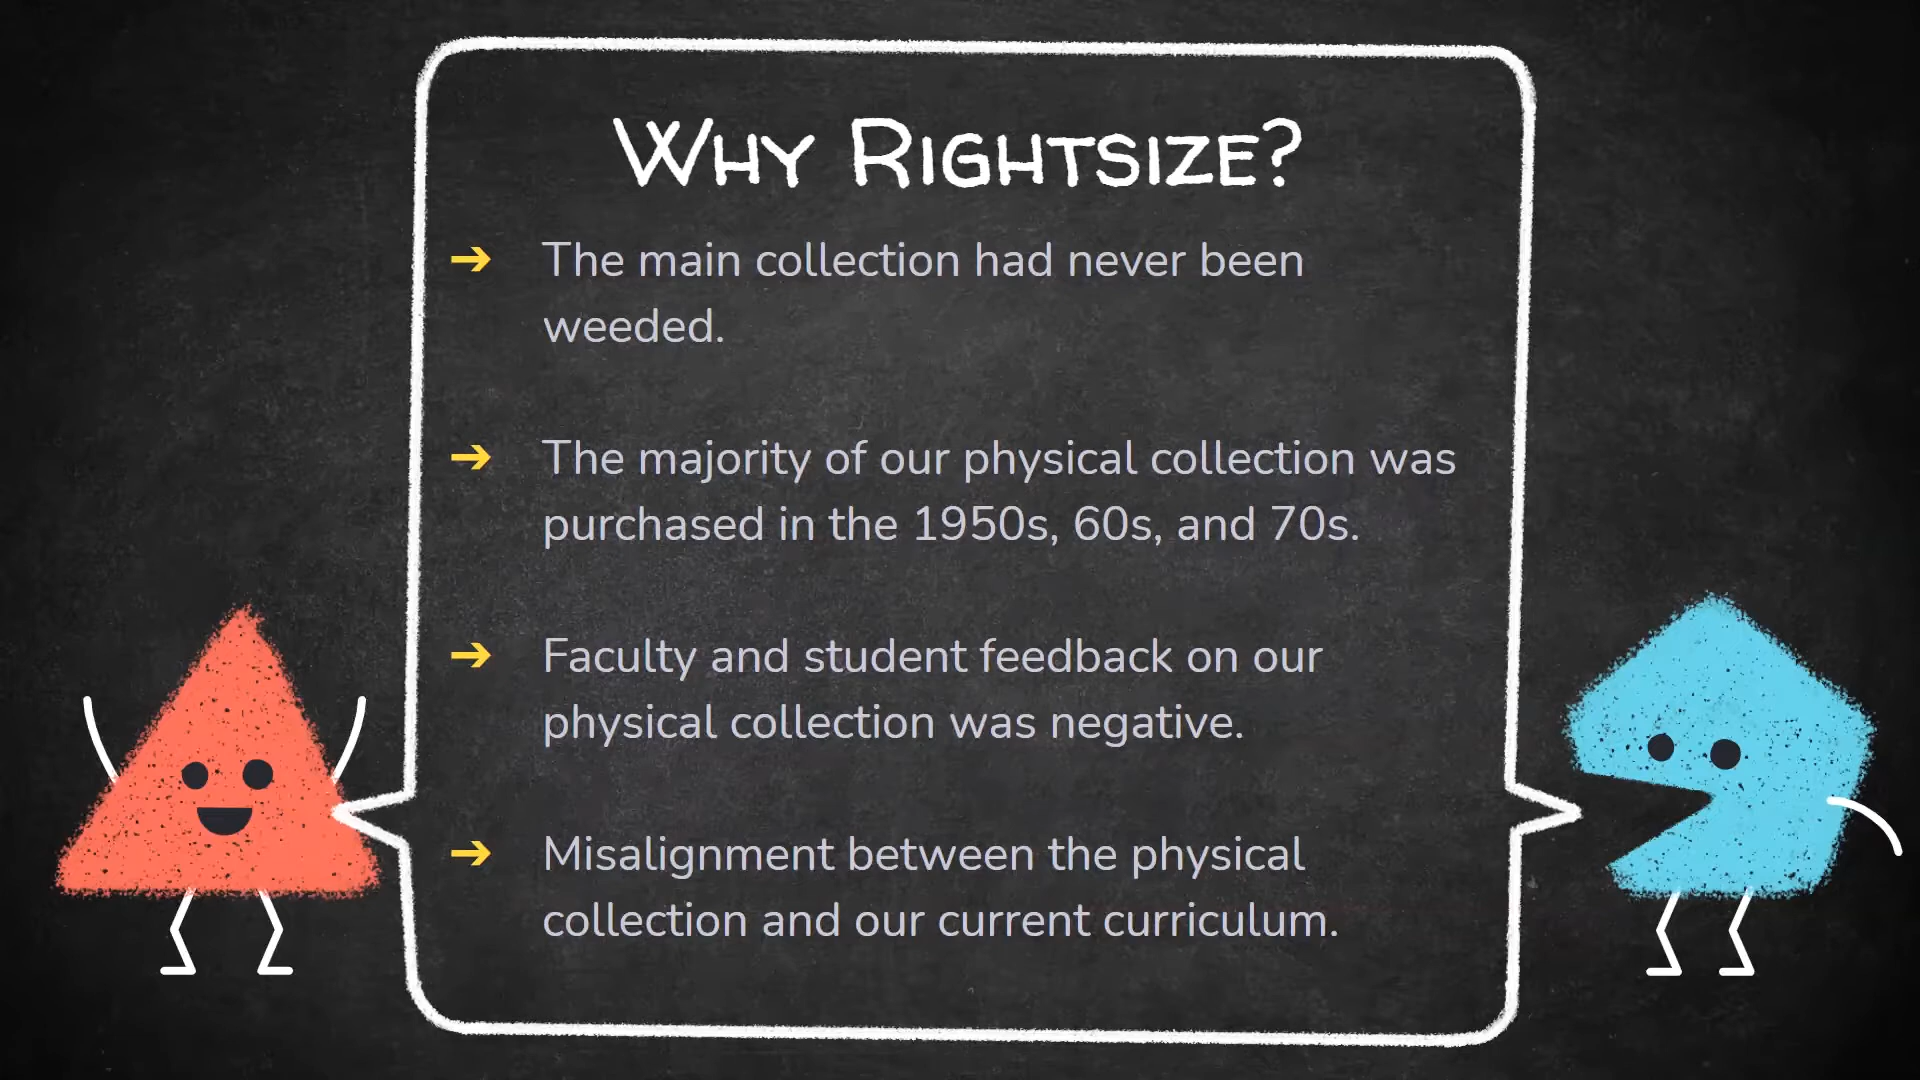 Why Rightsize?
➔ The main collection had never been
weeded.
➔ The majority of our physical collection was
purchased in the 1950s, 60s, and 70s.
➔ Faculty and student feedback on our
physical collection was negative.
➔ Misalignment between the physical
collection and our current curriculum.